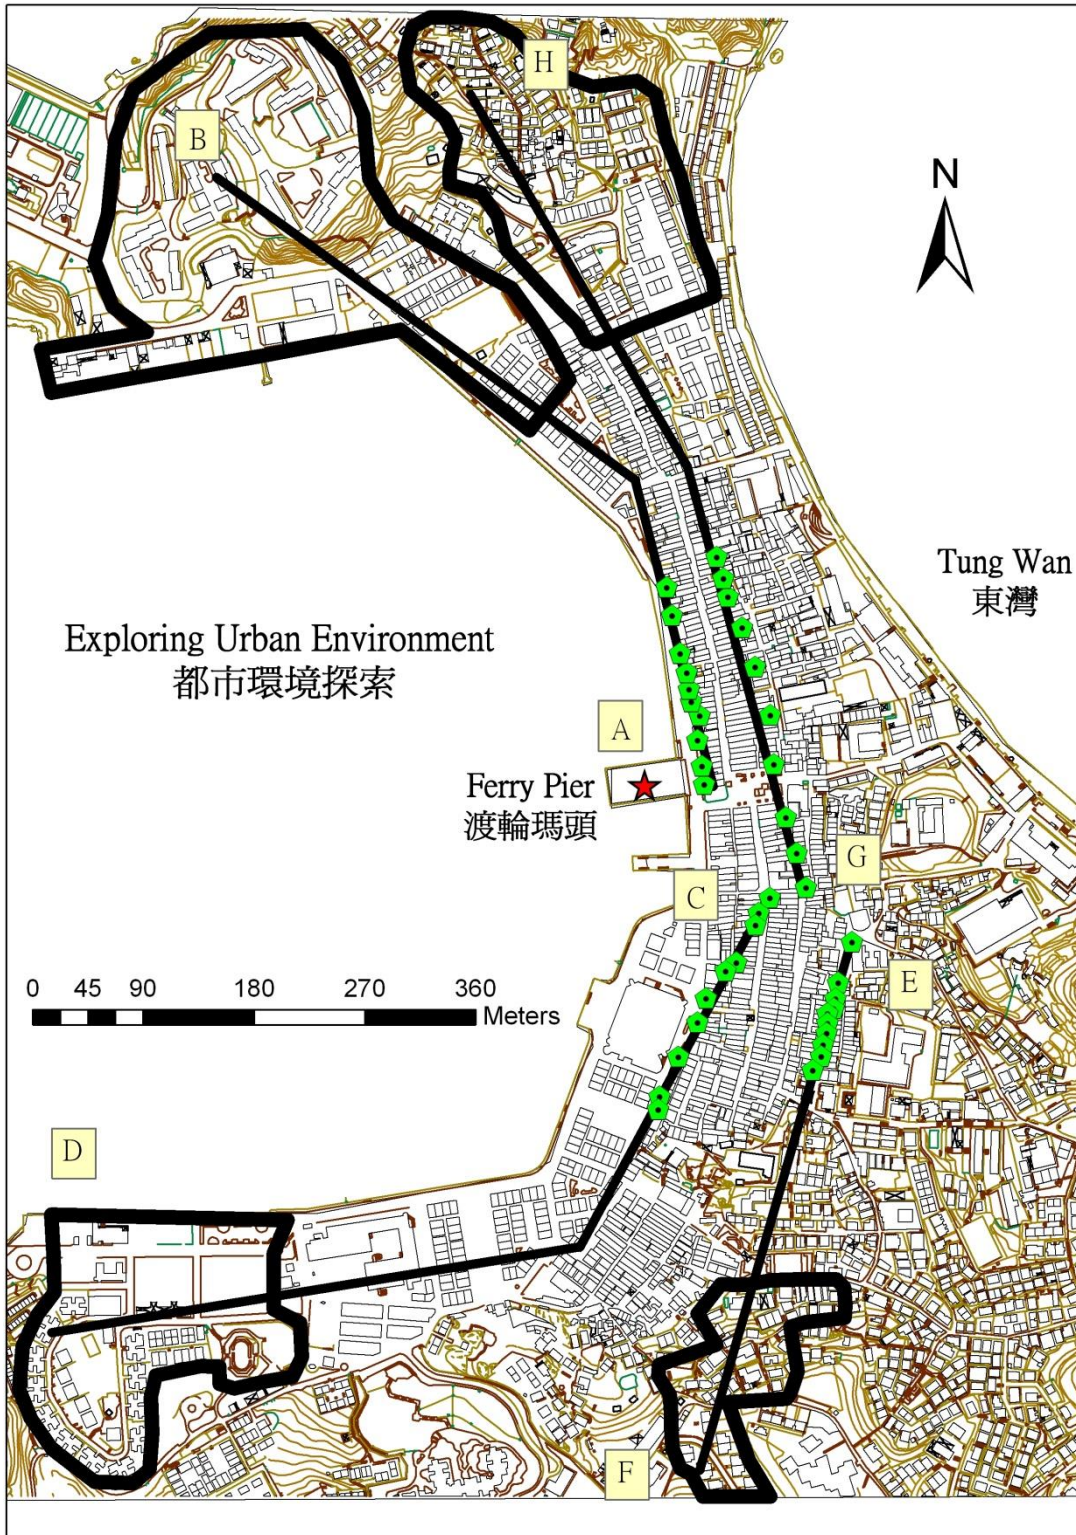 H
B
N
Tung Wan
東灣
Exploring Urban Environment
都市環境探索
A
Ferry Pier
渡輪瑪頭
G
C
E
0 45 90 180 270 360
Meters
D
F